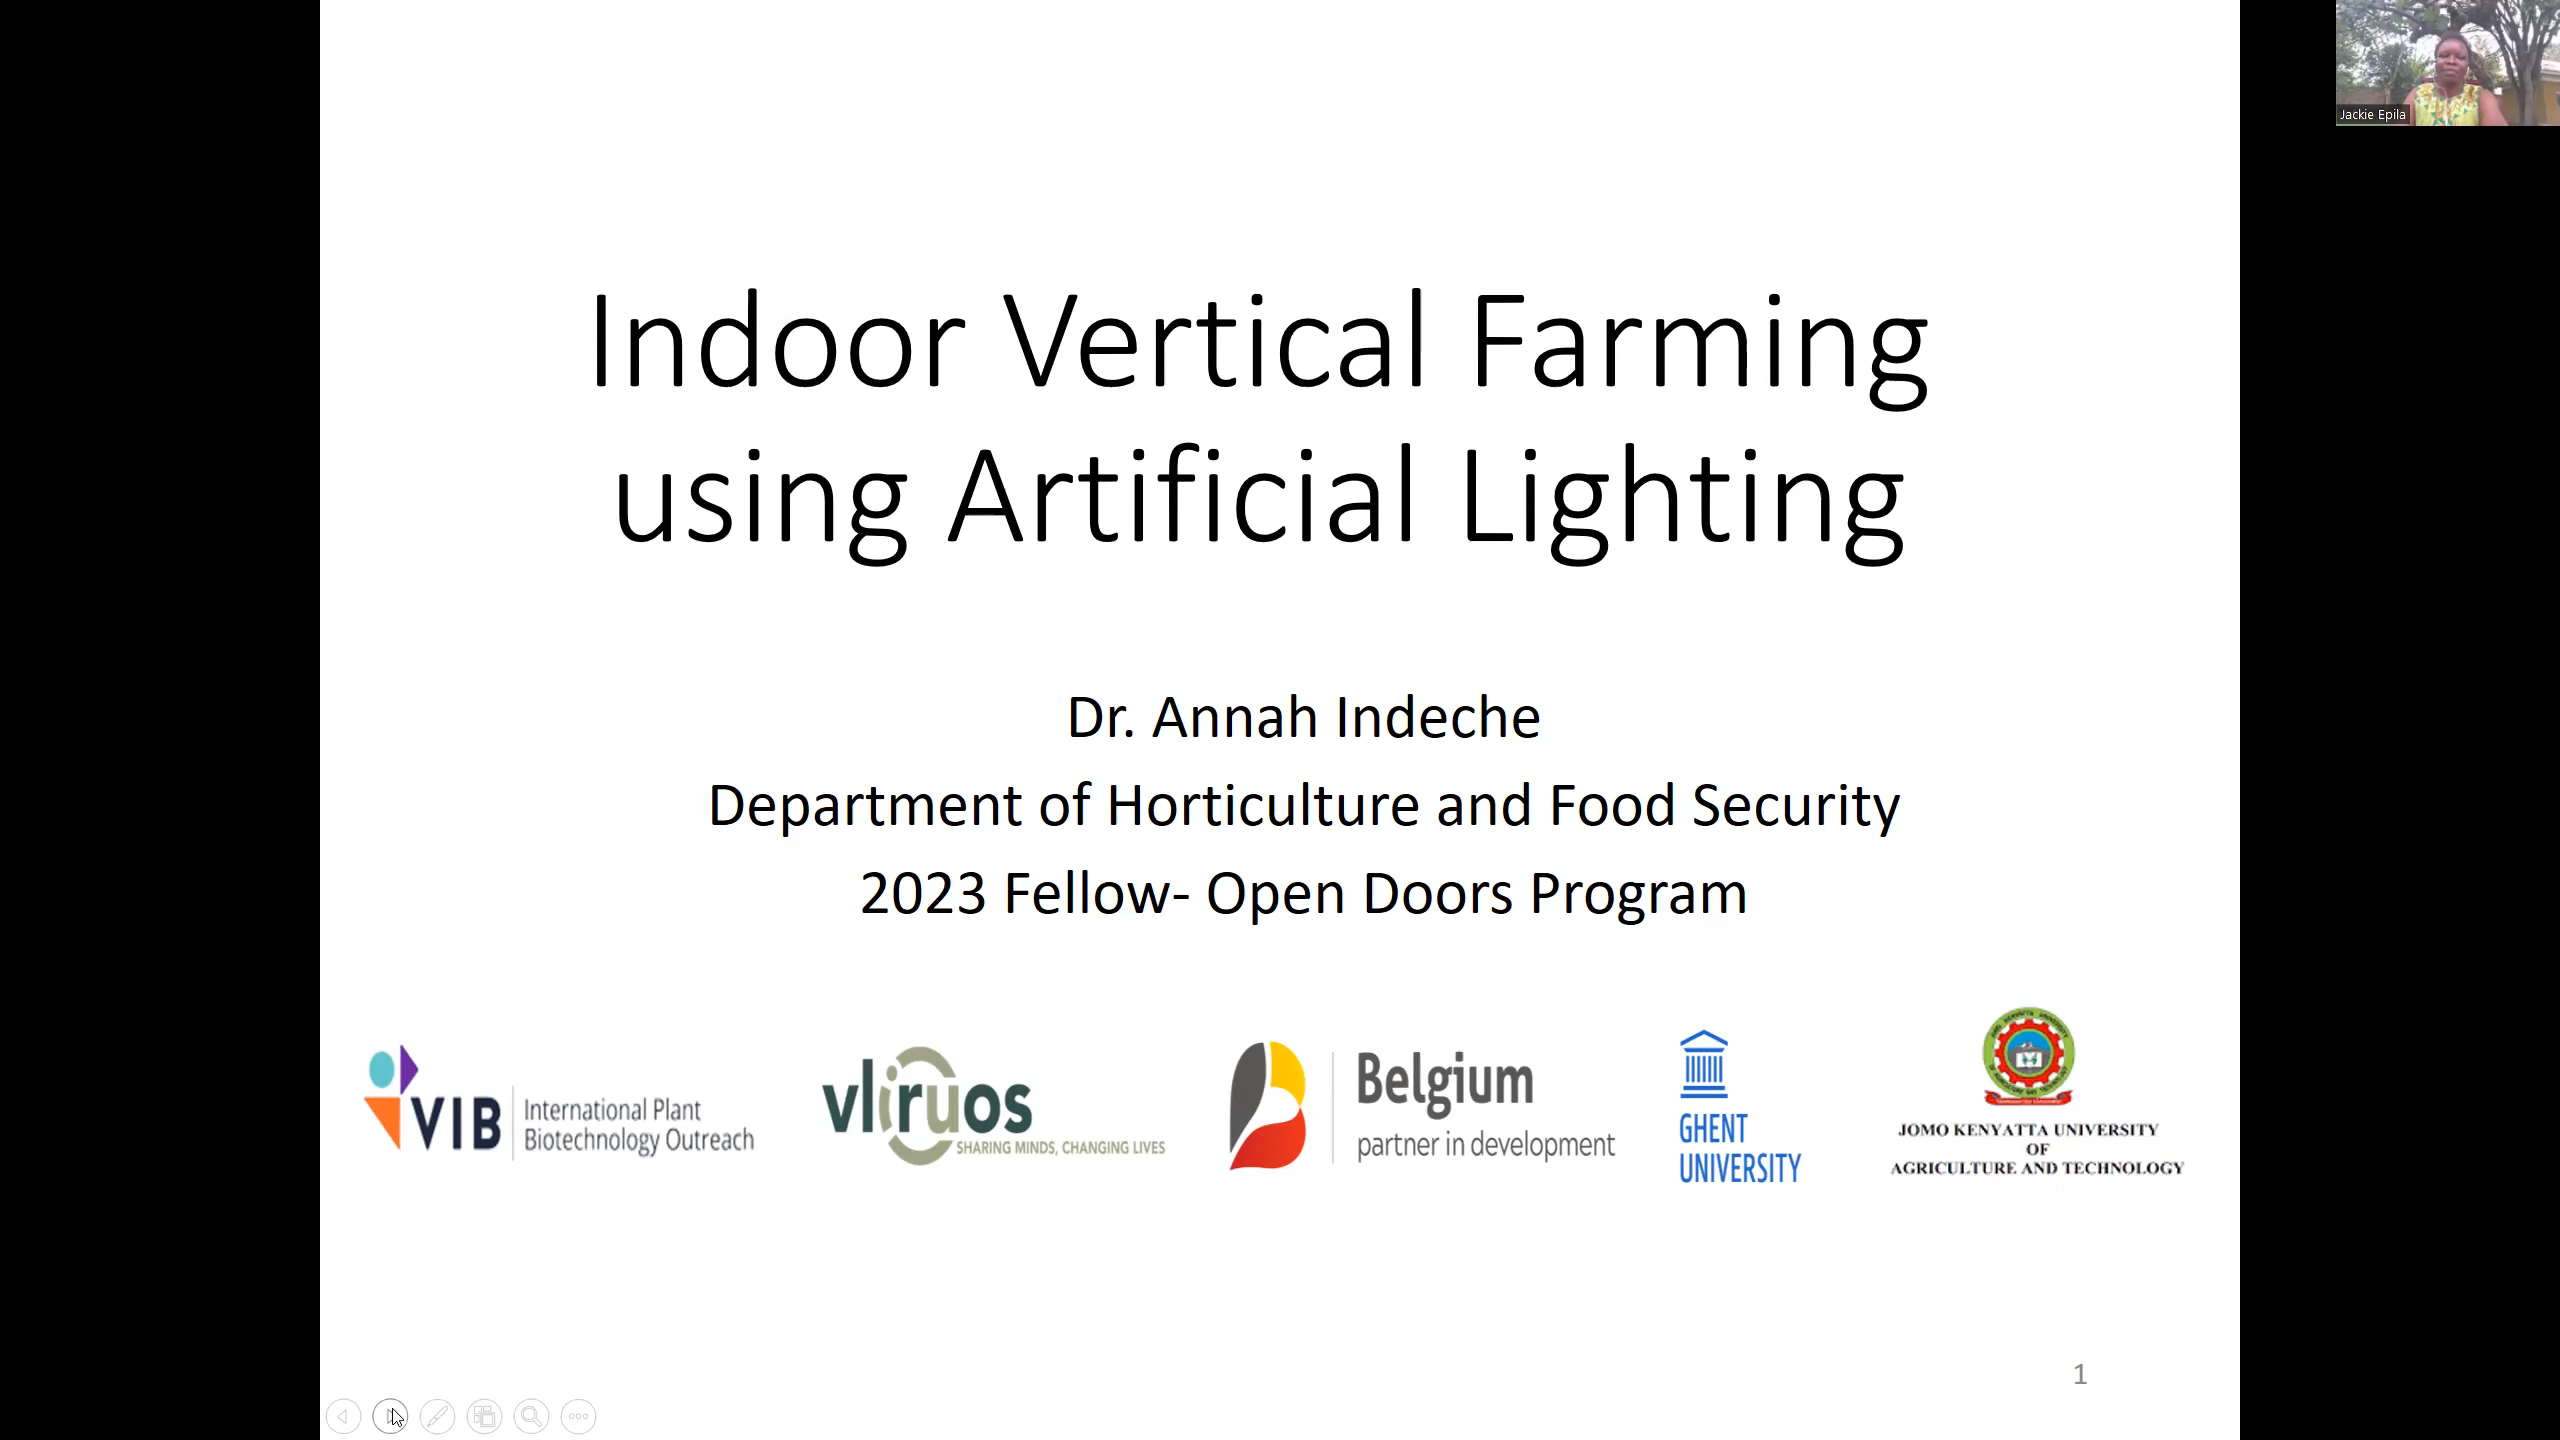 Jackie Epila
Indoor Vertical Farming
using Artificial Lighting
Dr. Annah Indeche
Department of Horticulture and Food Security
2023 Fellow- Open Doors Program
VIB
International Plant
Biotechnology Outreach
vliruos
SHARING MINDS, CHANGING LIVES
Belgium
partner in development
GHENT
UNIVERSITY
JOMO KENYATTA UNIVERSITY
OF
AGRICULTURE AND TECHNOLOGY
1